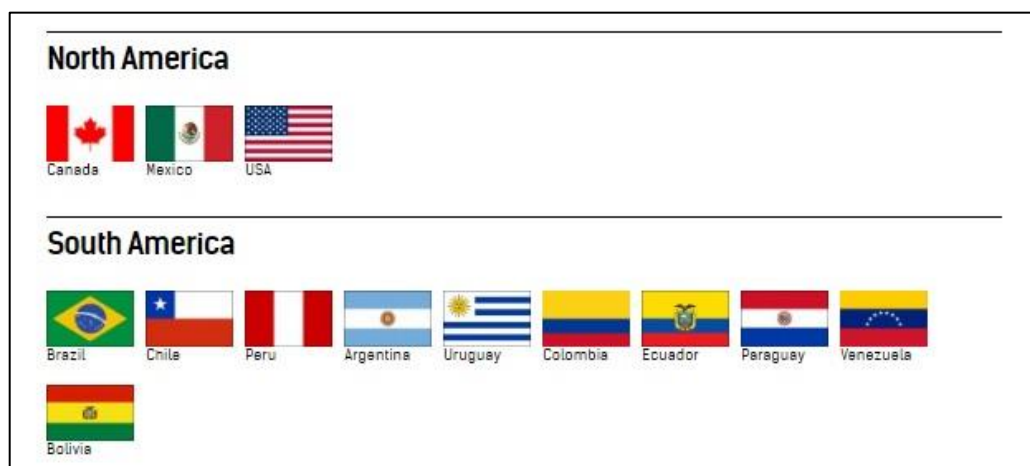 North America
Canada Mexico USA
South America
Brazil Chile Peru Argentina Uruguay Colombia Ecuador Paraguay Venezuela
Bolivia